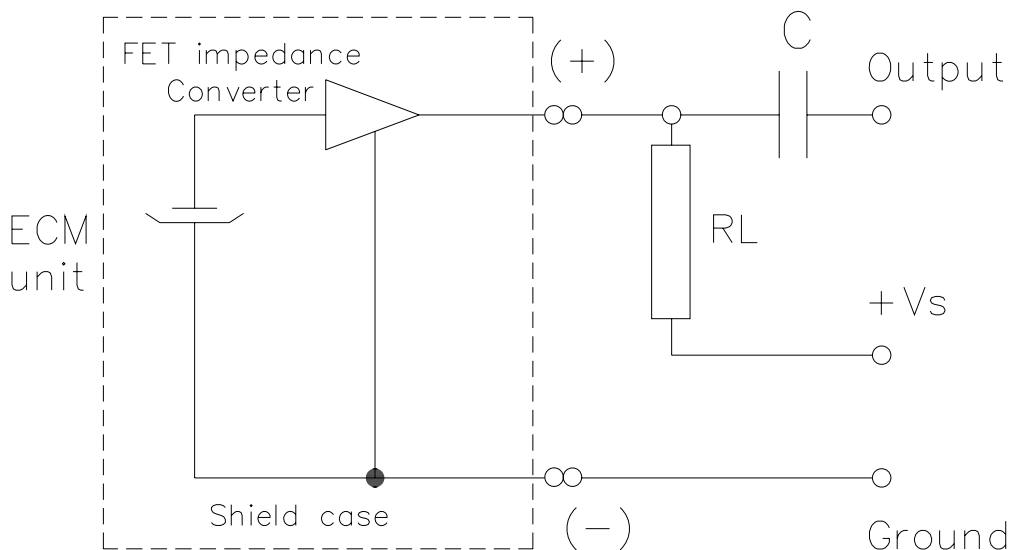 FET impedance
Converter
(+)
C
Output
ECM
unit
RL
+Vs
Shield case
(-)
Ground